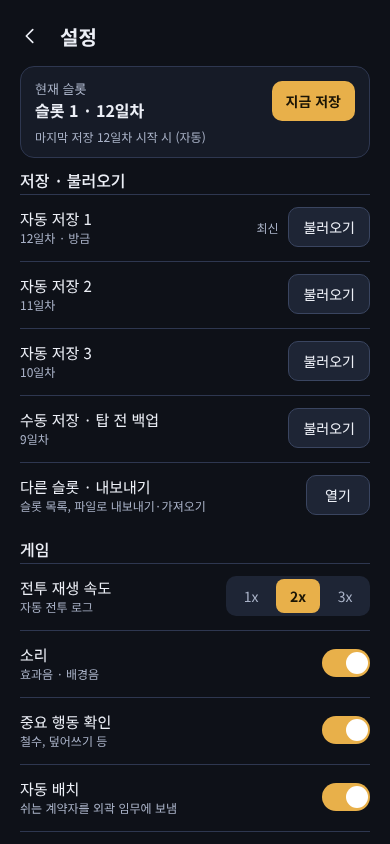 설정
현재 슬롯
슬롯 1 · 12일차
마지막 저장 12일차 시작 시 (자동)
지금 저장
저장 · 불러오기
자동 저장 1
12일차 · 방금
최신
불러오기
자동 저장 2
11일차
불러오기
자동 저장 3
10일차
불러오기
수동 저장 · 탑 전 백업
9일차
불러오기
다른 슬롯 · 내보내기
슬롯 목록, 파일로 내보내기·가져오기
열기
게임
전투 재생 속도
자동 전투 로그
1x 2x 3x
소리
효과음 · 배경음
중요 행동 확인
철수, 덮어쓰기 등
자동 배치
쉬는 계약자를 외곽 임무에 보냄